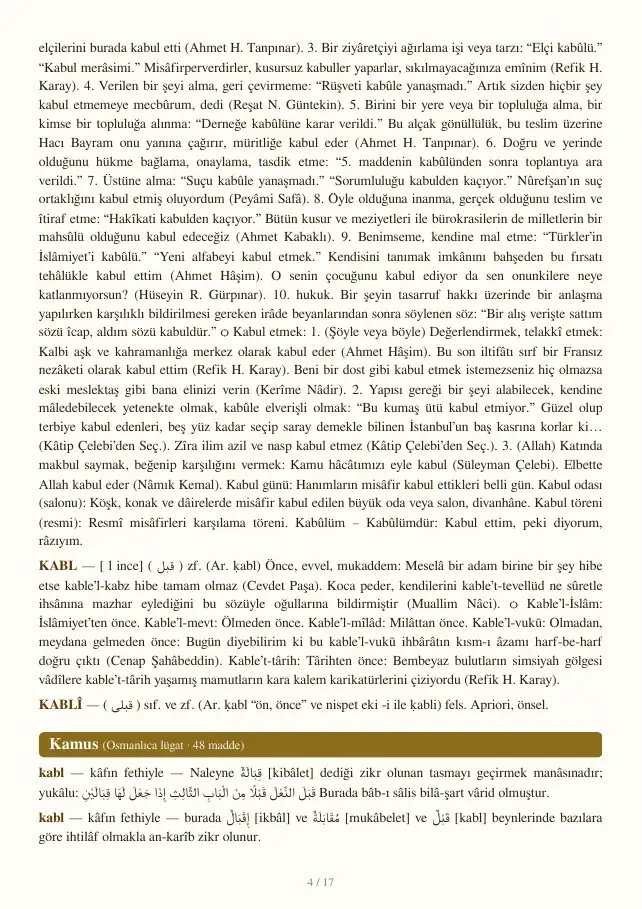 elçilerini burada kabul etti (Ahmet H. Tanpınar). 3. Bir ziyâretçiyi ağırlama işi veya tarzı: “Elçi kabûlü.”
“Kabul merâsimi.” Misâfirperverdirler, kusursuz kabuller yaparlar, sıkılmayacağınıza emînim (Refik H.
Karay). 4. Verilen bir şeyi alma, geri çevirmeme: “Rüşveti kabûle yanaşmadı.” Artık sizden hiçbir şey
kabul etmemeye mecbûrum, dedi (Reşat N. Güntekin). 5. Birini bir yere veya bir topluluğa alma, bir
kimse bir topluluğa alınma: “Derneğe kabûlüne karar verildi.” Bu alçak gönüllülük, bu teslim üzerine
Hacı Bayram onu yanına çağırır, müritliğe kabul eder (Ahmet H. Tanpınar). 6. Doğru ve yerinde
olduğunu hükme bağlama, onaylama, tasdik etme: “5. maddenin kabûlünden sonra toplantıya ara
verildi.” 7. Üstüne alma: “Suçu kabûle yanaşmadı.” “Sorumluluğu kabulden kaçıyor.” Nûrefşan’ın suç
ortaklığını kabul etmiş oluyordum (Peyâmi Safâ). 8. Öyle olduğuna inanma, gerçek olduğunu teslim ve
îtiraf etme: “Hakîkati kabulden kaçıyor.” Bütün kusur ve meziyetleri ile bürokrasilerin de milletlerin bir
mahsûlü olduğunu kabul edeceğiz (Ahmet Kabaklı). 9. Benimseme, kendine mal etme: “Türkler’in
İslâmiyet’i kabûlü.” “Yeni alfabeyi kabul etmek.” Kendisini tanımak imkânını bahşeden bu fırsatı
tehâlükle kabul ettim (Ahmet Hâşim). O senin çocuğunu kabul ediyor da sen onunkilere neye
katlanmıyorsun? (Hüseyin R. Gürpınar). 10. hukuk. Bir şeyin tasarruf hakkı üzerinde bir anlaşma
yapılırken karşılıklı bildirilmesi gereken irâde beyanlarından sonra söylenen söz: “Bir alış verişte sattım
sözü îcap, aldım sözü kabuldür.” ѻ Kabul etmek: 1. (Şöyle veya böyle) Değerlendirmek, telakkî etmek:
Kalbi aşk ve kahramanlığa merkez olarak kabul eder (Ahmet Hâşim). Bu son iltifatı sırf bir Fransız
nezâketi olarak kabul ettim (Refik H. Karay). Beni bir dost gibi kabul etmek istemezseniz hiç olmazsa
eski meslektaş gibi bana elinizi verin (Kerîme Nâdir). 2. Yapısı gereği bir şeyi alabilecek, kendine
mâledebilecek yetenekte olmak, kabûle elverişli olmak: “Bu kumaş ütü kabul etmiyor.” Güzel olup
terbiye kabul edenleri, beş yüz kadar seçip saray demekle bilinen İstanbul’un baş kasrına korlar ki…
(Kâtip Çelebi’den Seç.). Zîra ilim azil ve nasp kabul etmez (Kâtip Çelebi’den Seç.). 3. (Allah) Katında
makbul saymak, beğenip karşılığını vermek: Kamu hâcâtımızı eyle kabul (Süleyman Çelebi). Elbette
Allah kabul eder (Nâmık Kemal). Kabul günü: Hanımların misâfir kabul ettikleri belli gün. Kabul odası
(salonu): Köşk, konak ve dâirelerde misâfir kabul edilen büyük oda veya salon, divanhâne. Kabul töreni
(resmi): Resmî misâfirleri karşılama töreni. Kabûlüm – Kabûlümdür: Kabul ettim, peki diyorum,
râzıyım.
KABL — [ l ince] ( قبل ) zf. (Ar. ḳabl) Önce, evvel, mukaddem: Meselâ bir adam birine bir şey hibe
etse kable’l-kabz hibe tamam olmaz (Cevdet Paşa). Koca peder, kendilerini kable’t-tevellüd ne sûretle
ihsânına mazhar eylediğini bu sözüyle oğullarına bildirmiştir (Muallim Nâci). ѻ Kable’l-İslâm:
İslâmiyet’ten önce. Kable’l-mevt: Ölmeden önce. Kable’l-mîlâd: Milâttan önce. Kable’l-vukū: Olmadan,
meydana gelmeden önce: Bugün diyebilirim ki bu kable’l-vukū ihbârâtın kısm-ı âzamı harf-be-harf
doğru çıktı (Cenap Şahâbeddin). Kable’t-târih: Târihten önce: Bembeyaz bulutların simsiyah gölgesi
vâdîlere kable’t-târih yaşamış mamutların kara kalem karikatürlerini çiziyordu (Refik H. Karay).
KABLÎ — ( قبلى ) sıf. ve zf. (Ar. ḳabl “ön, önce” ve nispet eki -і ile ḳabli) fels. Apriori, önsel.
Kamus (Osmanlıca lügat · 48 madde)
kabl — kâfın fethiyle — Naleyne قِبَالَةٌ [kibâlet] dediği zikr olunan tasmayı geçirmek manâsınadır;
yukâlu: قَبَلَ النَّعْلَ قَبْلًا مِنَ الْبَابِ الثَّالِثِ إِذَا جَعَلَ لَهَا قِبَالَيْنِ Burada bâb-ı sâlis bilâ-şart vârid olmuştur.
kabl — kâfın fethiyle — burada إِقْبَالٌ [ikbâl] ve مُقَابَلَةٌ [mukâbelet] ve قَبْلٌ [kabl] beynlerinde bazılara
göre ihtilâf olmakla an-karîb zikr olunur.
4 / 17